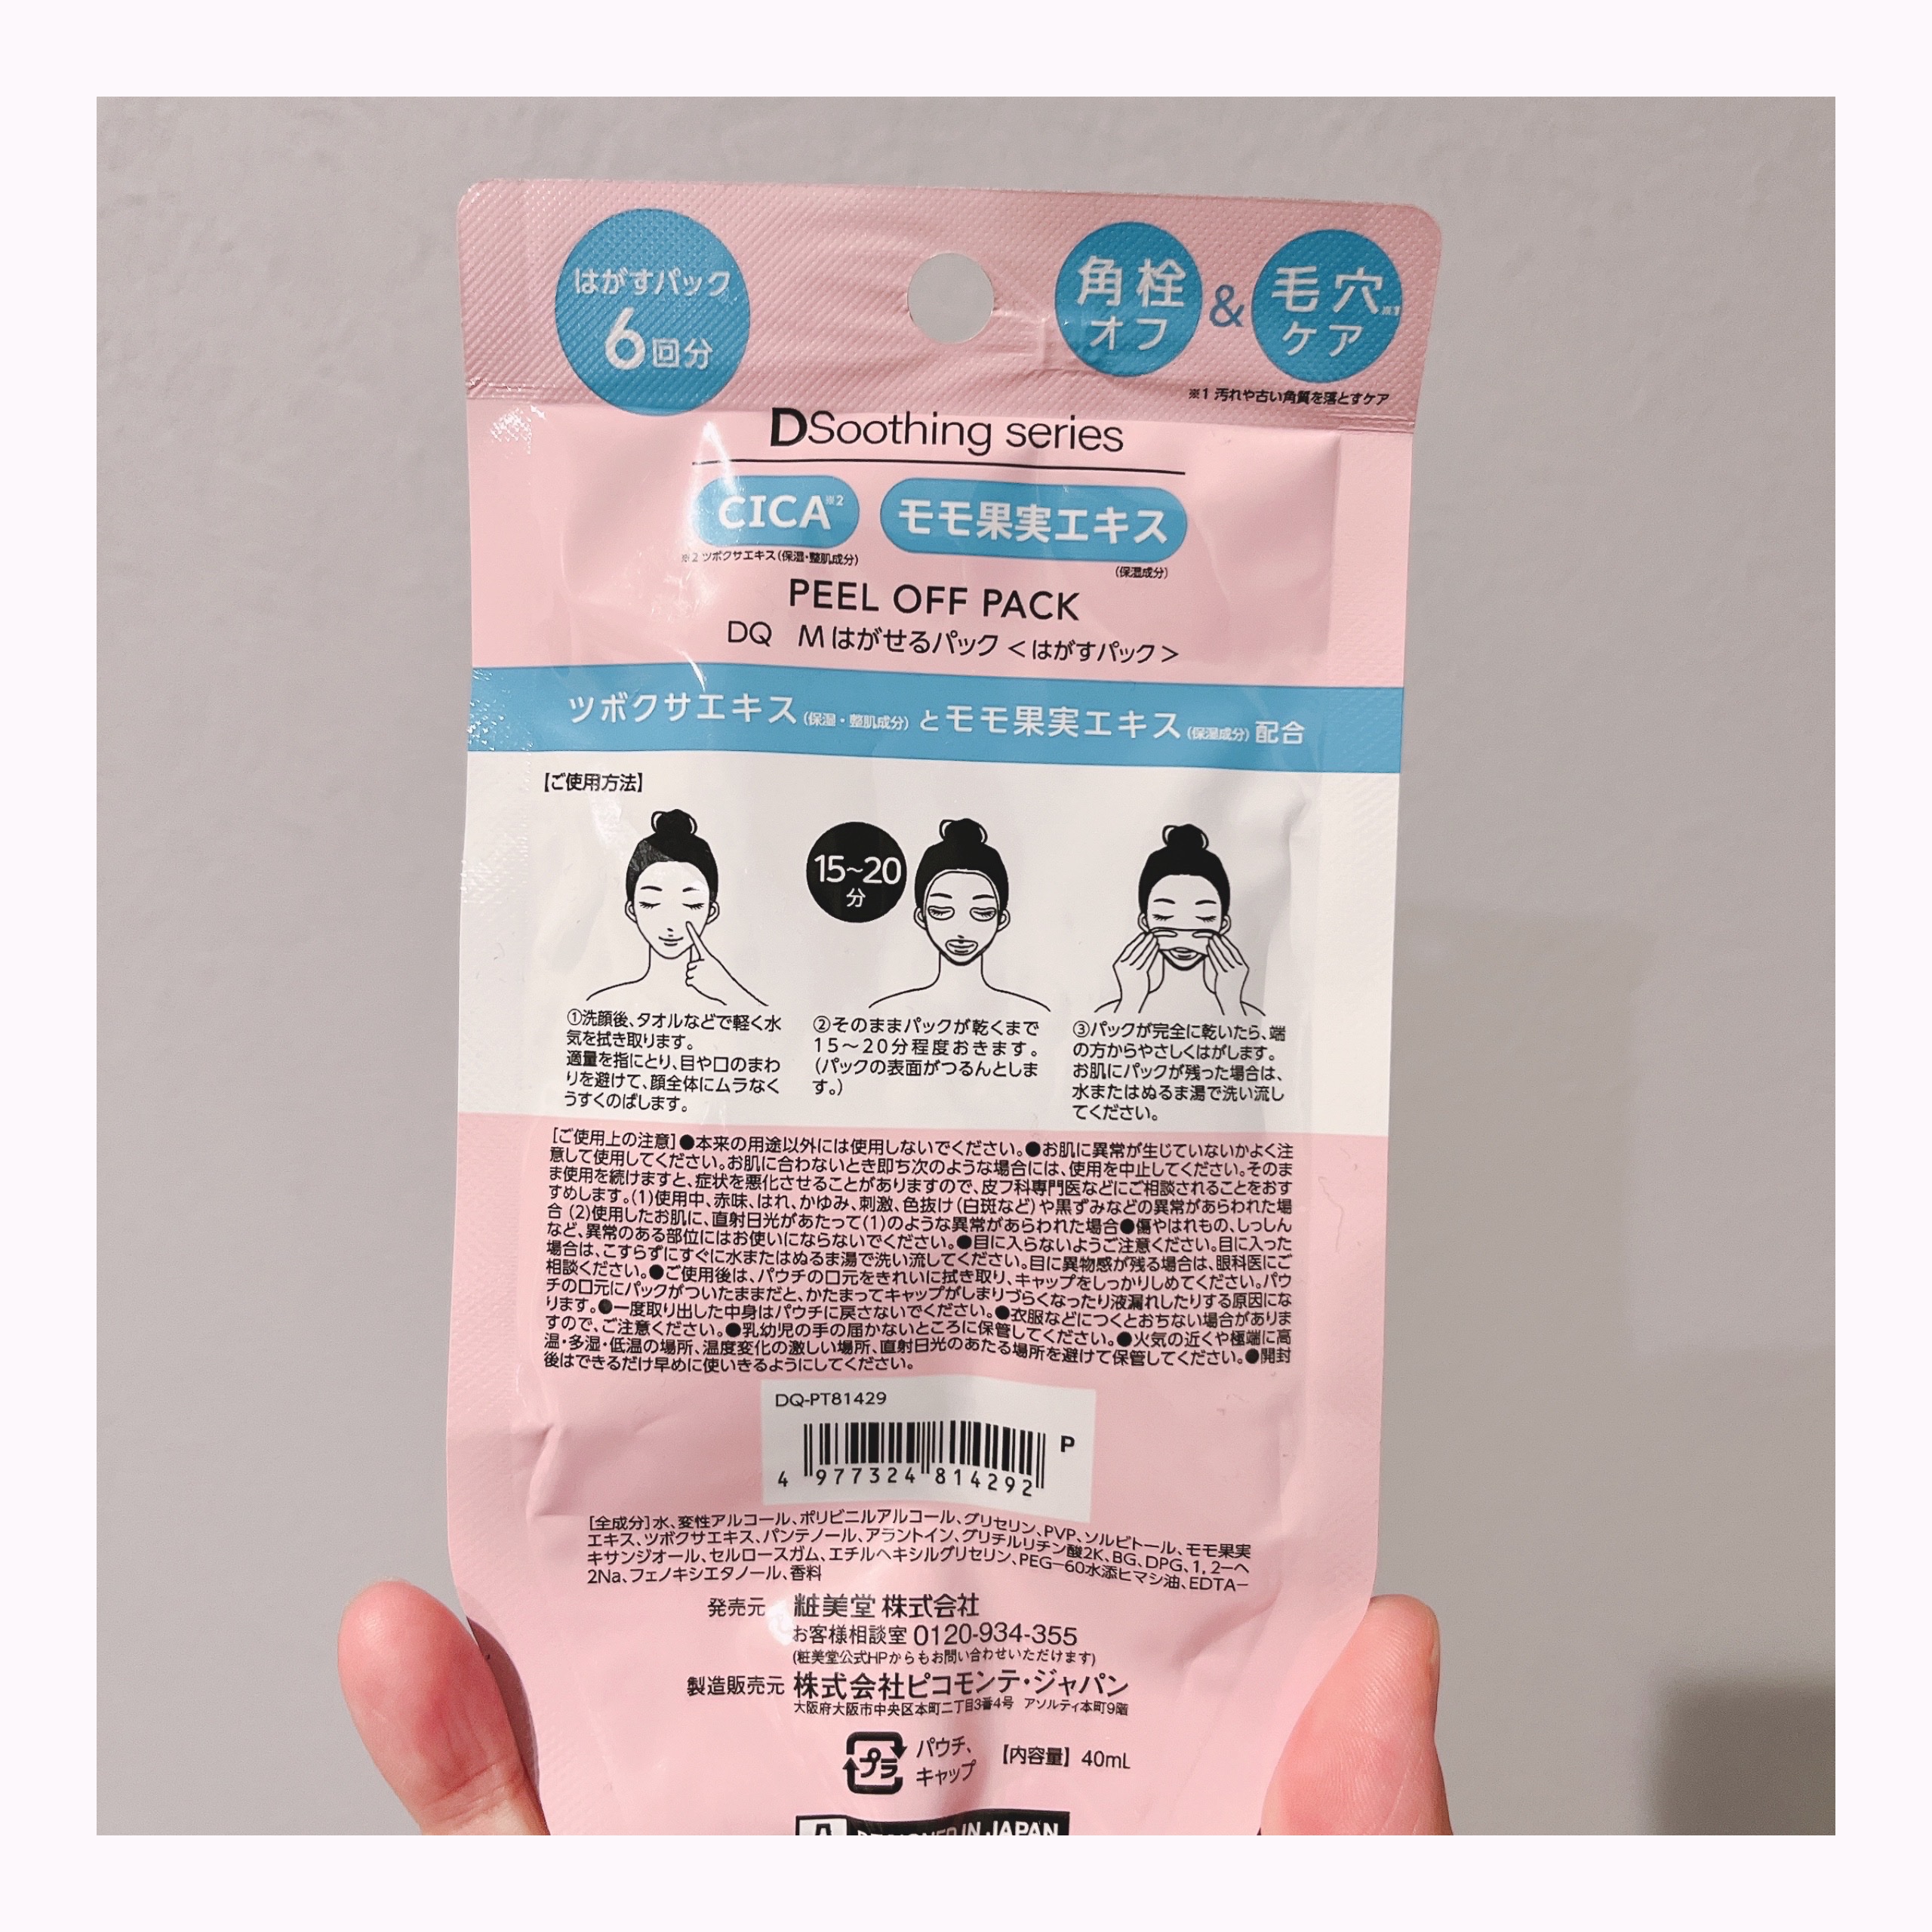 はがすパック
6回分
角栓
オフ
&
毛穴※1
ケア
※1 汚れや古い角質を落とすケア
DSoothing series
CICA※2
モモ果実エキス
※2 ツボクサエキス(保湿・整肌成分)
(保湿成分)
PEEL OFF PACK
DQ M はがせるパック <はがすパック>
ツボクサエキス(保湿・整肌成分)とモモ果実エキス(保湿成分)配合
【ご使用方法】
15~20
分
①洗顔後、タオルなどで軽く水
気を拭き取ります。
適量を指にとり、目や口のまわ
りを避けて、顔全体にムラなく
うすくのばします。
②そのままパックが乾くまで
15～20分程度おきます。
(パックの表面がつるんとしま
す。)
③パックが完全に乾いたら、端
の方からやさしくはがします。
お肌にパックが残った場合は、
水またはぬるま湯で洗い流し
てください。
[ご使用上の注意]●本来の用途以外には使用しないでください。●お肌に異常が生じていないかよく注
意して使用してください。お肌に合わないとき即ち次のような場合には、使用を中止してください。そのま
ま使用を続けますと、症状を悪化させることがありますので、皮フ科専門医などにご相談されることをおす
すめします。(1)使用中、赤味、はれ、かゆみ、刺激、色抜け(白斑など)や黒ずみなどの異常があらわれた場
合 (2)使用したお肌に、直射日光があたって(1)のような異常があらわれた場合●傷やはれもの、しっしん
など、異常のある部位にはお使いにならないでください。●目に入らないようご注意ください。目に入った
場合は、こすらずにすぐに水またはぬるま湯で洗い流してください。目に異物感が残る場合は、眼科医にご
相談ください。●ご使用後は、パウチの口元をきれいに拭き取り、キャップをしっかりしめてください。パウ
チの口元にパックがついたままだと、かたまってキャップがしまりづらくなったり液漏れしたりする原因にな
ります。●一度取り出した中身はパウチに戻さないでください。●衣服などにつくとおちない場合がありま
すので、ご注意ください。●乳幼児の手の届かないところに保管してください。●火気の近くや極端に高
温・多湿・低温の場所、温度変化の激しい場所、直射日光のあたる場所を避けて保管してください。●開封
後はできるだけ早めに使いきるようにしてください。
DQ-PT81429
P
4 977324 814292
[全成分]水、変性アルコール、ポリビニルアルコール、グリセリン、PVP、ソルビトール、モモ果実
エキス、ツボクサエキス、パンテノール、アラントイン、グリチルリチン酸2K、BG、DPG、1,2-ヘ
キサンジオール、セルロースガム、エチルヘキシルグリセリン、PEG-60水添ヒマシ油、EDTA-
2Na、フェノキシエタノール、香料
発売元 粧美堂 株式会社
お客様相談室 0120-934-355
(粧美堂公式HPからもお問い合わせいただけます)
製造販売元 株式会社ピコモンテ・ジャパン
大阪府大阪市中央区本町二丁目3番4号 アソルティ本町9階
プラ
パウチ、
キャップ
【内容量】 40mL
DESIGNED IN JAPAN